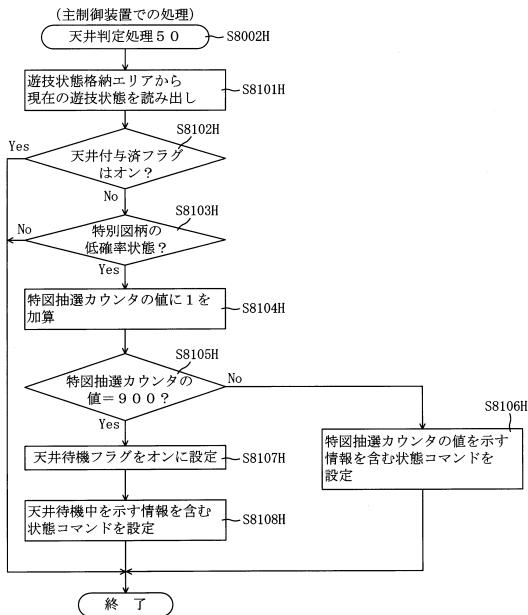 (主制御装置での処理)
天井判定処理50
S8002H
遊技状態格納エリアから
現在の遊技状態を読み出し
S8101H
S8102H
Yes
天井付与済フラグ
はオン?
No
S8103H
No
特別図柄の
低確率状態?
Yes
特図抽選カウンタの値に1を
加算
S8104H
S8105H
特図抽選カウンタの
値=900?
No
Yes
S8106H
特図抽選カウンタの値を示す
情報を含む状態コマンドを
設定
天井待機フラグをオンに設定
S8107H
天井待機中を示す情報を含む
状態コマンドを設定
S8108H
終 了